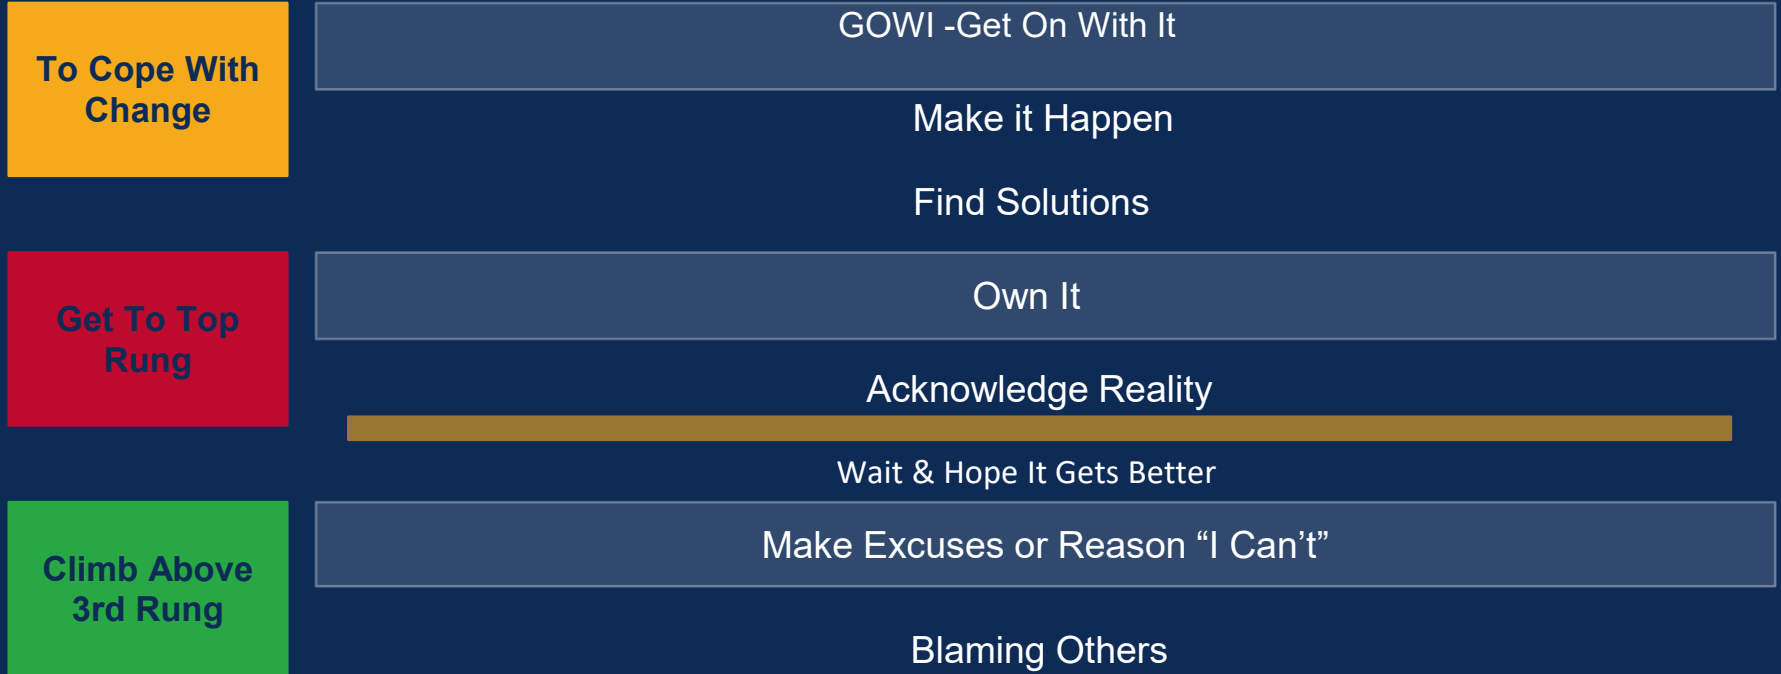 To Cope With
Change
GOWI -Get On With It
Make it Happen
Find Solutions
Get To Top
Rung
Own It
Acknowledge Reality
Wait & Hope It Gets Better
Climb Above
3rd Rung
Make Excuses or Reason “I Can’t”
Blaming Others